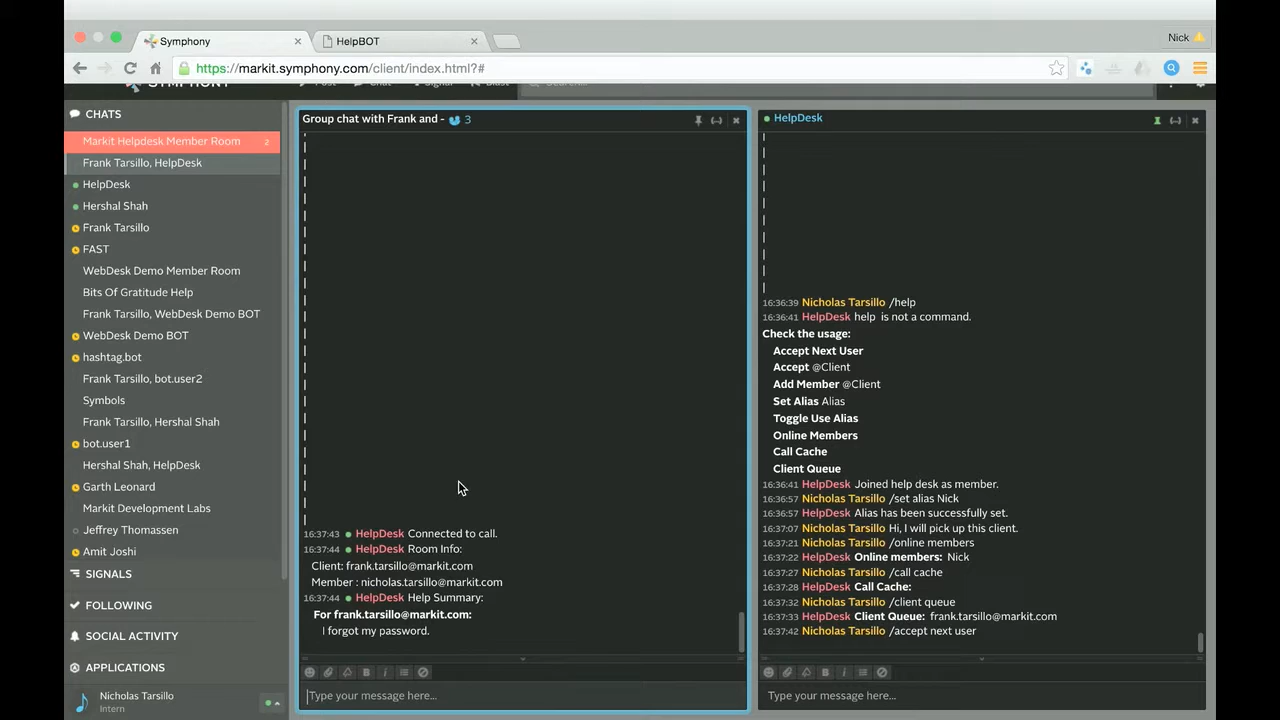 Symphony
HelpBOT
Nick
https://markit.symphony.com/client/index.html?#
SYMPHONY
CHATS
Markit Helpdesk Member Room 2
Frank Tarsillo, HelpDesk
HelpDesk
Hershal Shah
Frank Tarsillo
FAST
WebDesk Demo Member Room
Bits Of Gratitude Help
Frank Tarsillo, WebDesk Demo BOT
WebDesk Demo BOT
hashtag.bot
Frank Tarsillo, bot.user2
Symbols
Frank Tarsillo, Hershal Shah
bot.user1
Hershal Shah, HelpDesk
Garth Leonard
Markit Development Labs
Jeffrey Thomassen
Amit Joshi
SIGNALS
FOLLOWING
SOCIAL ACTIVITY
APPLICATIONS
Nicholas Tarsillo
Intern
Group chat with Frank and - 3
16:37:43 HelpDesk Connected to call.
16:37:44 HelpDesk Room Info:
Client: frank.tarsillo@markit.com
Member : nicholas.tarsillo@markit.com
16:37:44 HelpDesk Help Summary:
For frank.tarsillo@markit.com:
I forgot my password.
Type your message here...
HelpDesk
16:36:39 Nicholas Tarsillo /help
16:36:41 HelpDesk help is not a command.
Check the usage:
Accept Next User
Accept @Client
Add Member @Client
Set Alias Alias
Toggle Use Alias
Online Members
Call Cache
Client Queue
16:36:41 HelpDesk Joined help desk as member.
16:36:57 Nicholas Tarsillo /set alias Nick
16:36:57 HelpDesk Alias has been successfully set.
16:37:07 Nicholas Tarsillo Hi, I will pick up this client.
16:37:21 Nicholas Tarsillo /online members
16:37:22 HelpDesk Online members: Nick
16:37:27 Nicholas Tarsillo /call cache
16:37:28 HelpDesk Call Cache:
16:37:32 Nicholas Tarsillo /client queue
16:37:33 HelpDesk Client Queue: frank.tarsillo@markit.com
16:37:42 Nicholas Tarsillo /accept next user
Type your message here...